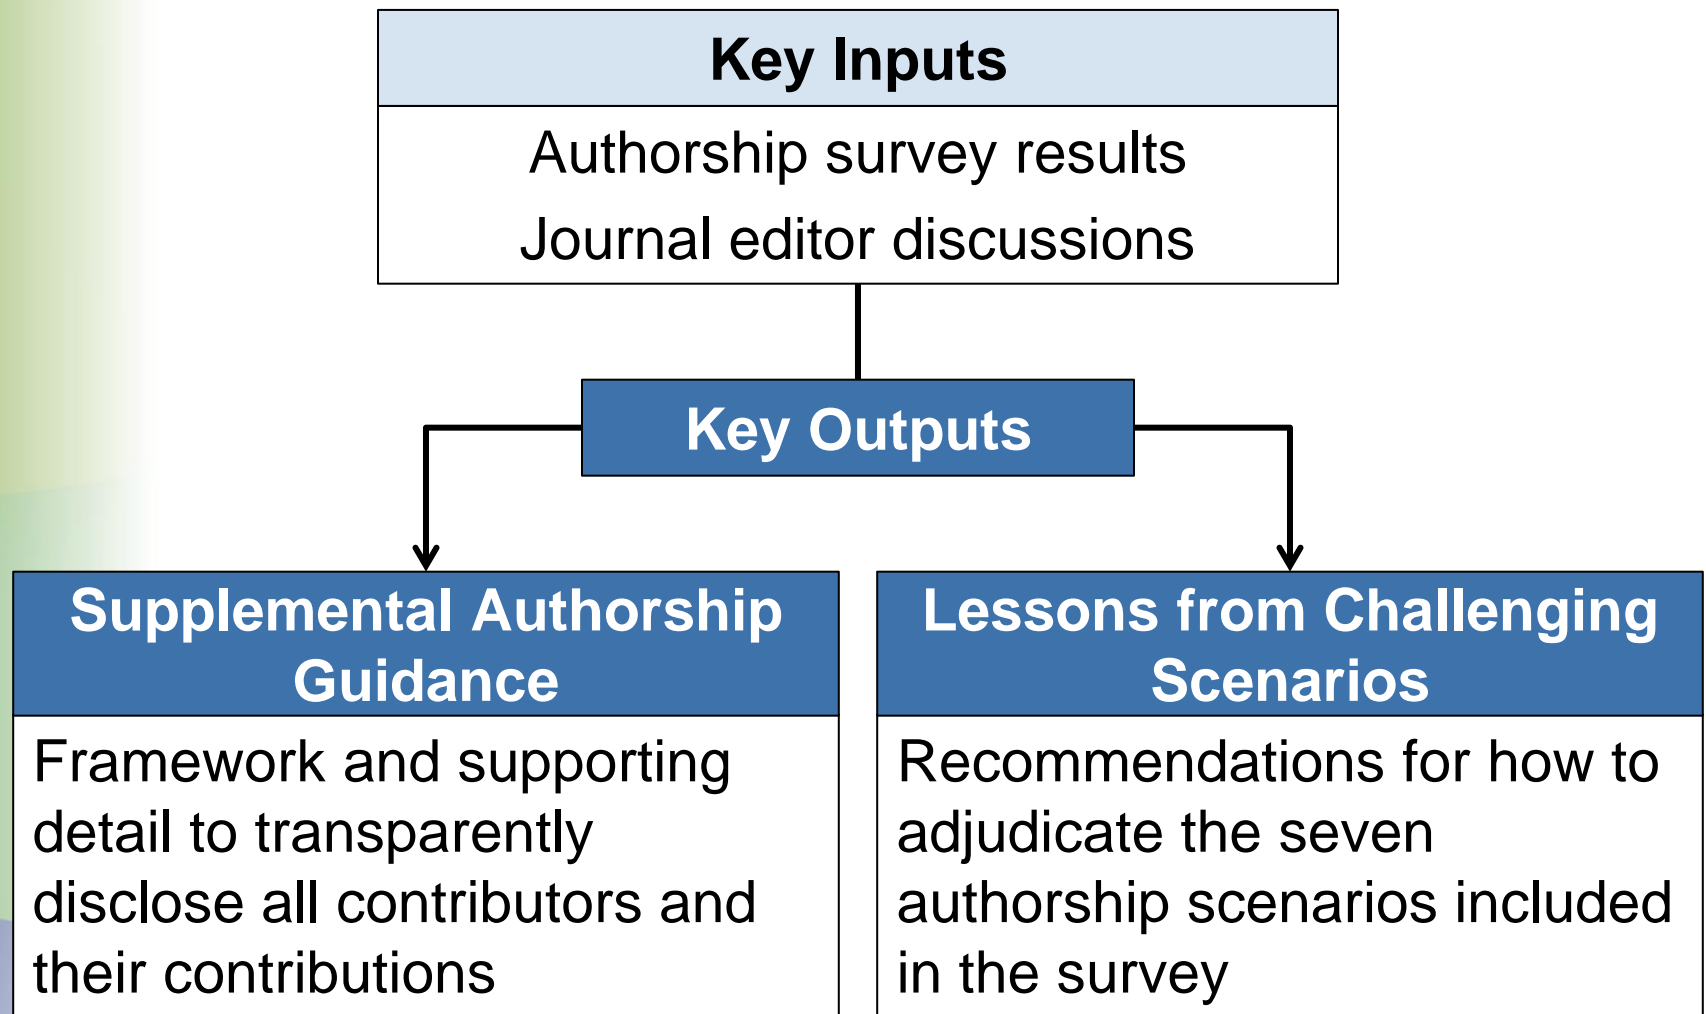 Key Inputs
Authorship survey results
Journal editor discussions
Key Outputs
Supplemental Authorship
Guidance
Framework and supporting
detail to transparently
disclose all contributors and
their contributions
Lessons from Challenging
Scenarios
Recommendations for how to
adjudicate the seven
authorship scenarios included
in the survey